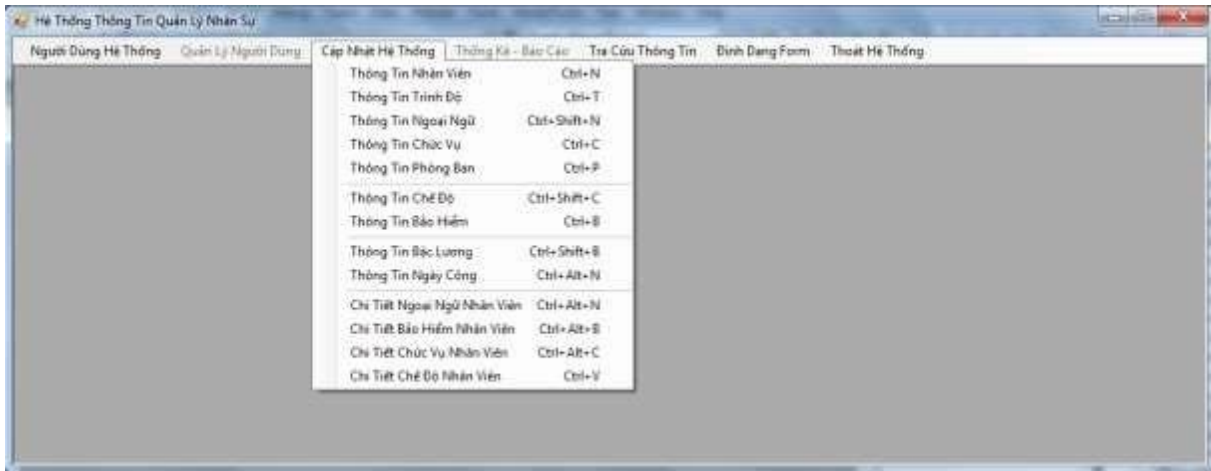 Hệ Thống Thông Tin Quản Lý Nhân Sự
Người Dùng Hệ Thống Quản Lý Người Dùng Cập Nhật Hệ Thống Thống Kê - Báo Cáo Tra Cứu Thông Tin Định Dạng Form Thoát Hệ Thống
Thông Tin Nhân Viên Ctrl+N
Thông Tin Trình Độ Ctrl+T
Thông Tin Ngoại Ngữ Ctrl+Shift+N
Thông Tin Chức Vụ Ctrl+C
Thông Tin Phòng Ban Ctrl+P
Thông Tin Chế Độ Ctrl+Shift+C
Thông Tin Bảo Hiểm Ctrl+B
Thông Tin Bậc Lương Ctrl+Shift+B
Thông Tin Ngày Công Ctrl+Alt+N
Chi Tiết Ngoại Ngữ Nhân Viên Ctrl+Alt+N
Chi Tiết Bảo Hiểm Nhân Viên Ctrl+Alt+B
Chi Tiết Chức Vụ Nhân Viên Ctrl+Alt+C
Chi Tiết Chế Độ Nhân Viên Ctrl+V